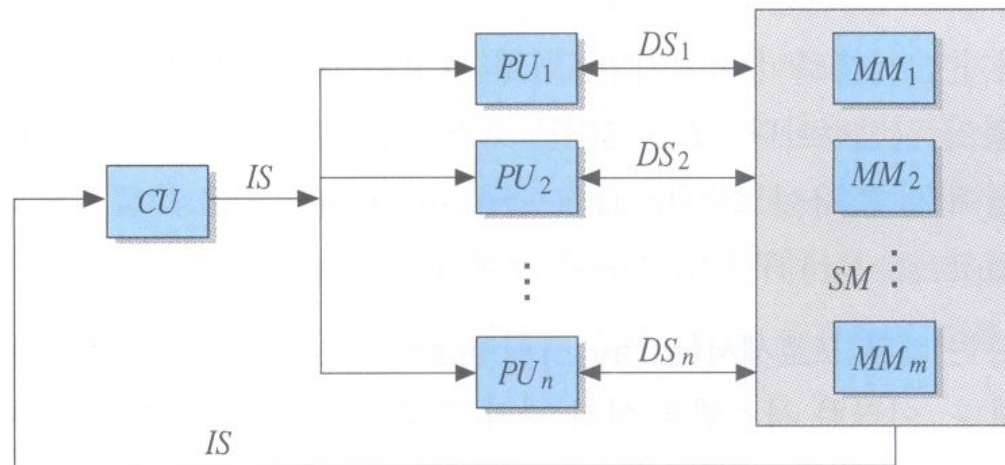 PU1 DS1 MM1
CU IS PU2 DS2 MM2
⋮ SM ⋮
PUn DSn MMm
IS